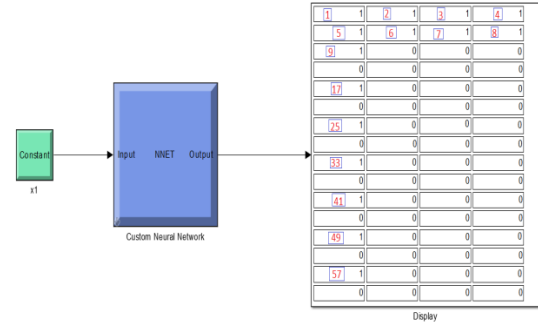 1 1 2 1 3 1 4 1
5 1 6 1 7 1 8 1
9 1 0 0 0
0 0 0 0
17 1 0 0 0
0 0 0 0
25 1 0 0 0
0 0 0 0
33 1 0 0 0
0 0 0 0
41 1 0 0 0
0 0 0 0
49 1 0 0 0
0 0 0 0
57 1 0 0 0
0 0 0 0
Constant
x1
Input NNET Output
Custom Neural Network
Display